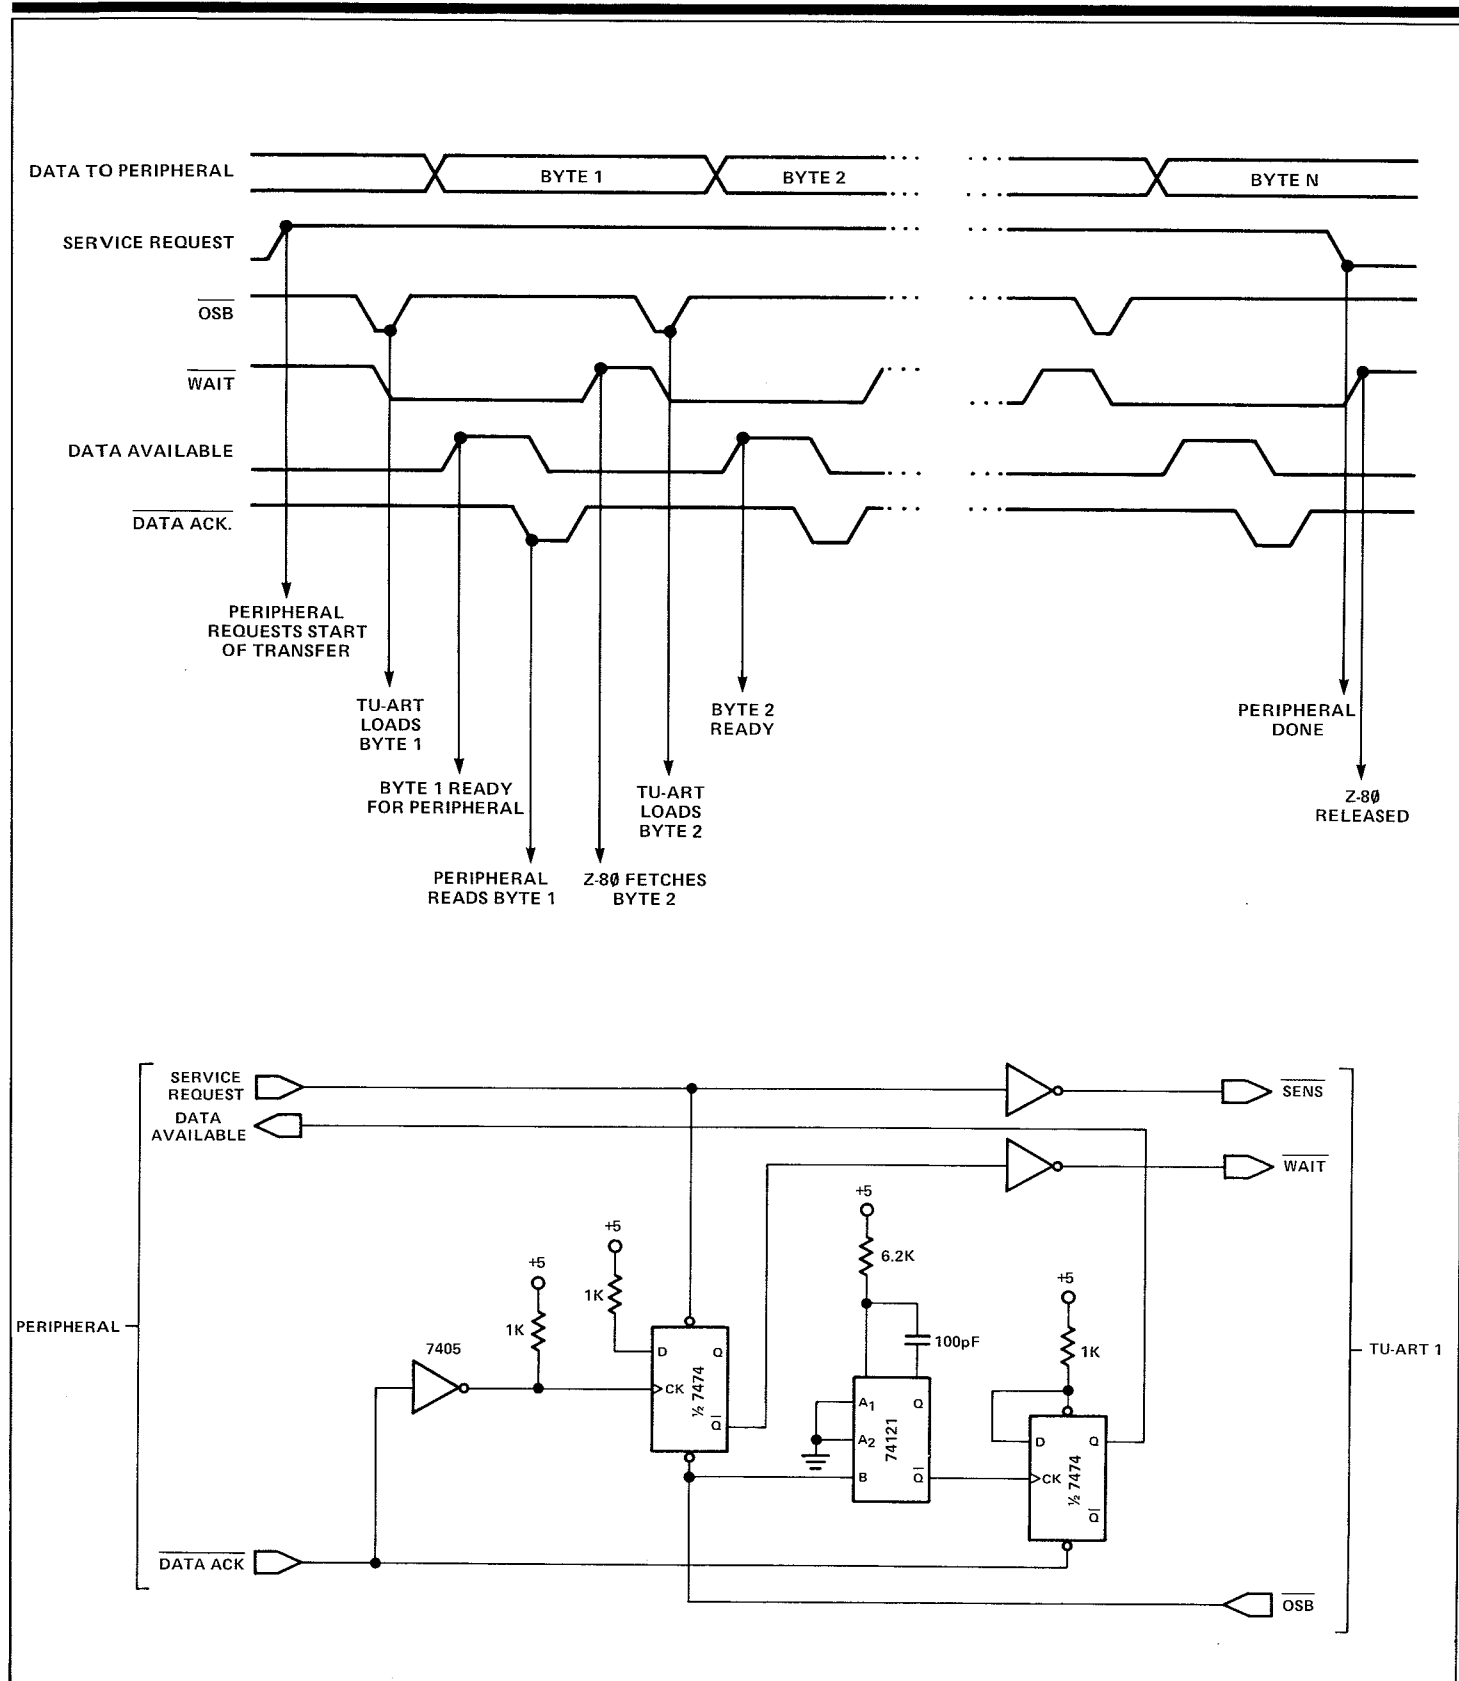 DATA TO PERIPHERAL
BYTE 1
BYTE 2
BYTE N
SERVICE REQUEST
OSB
WAIT
DATA AVAILABLE
DATA ACK.
PERIPHERAL
REQUESTS START
OF TRANSFER
TU-ART
LOADS
BYTE 1
BYTE 1 READY
FOR PERIPHERAL
PERIPHERAL
READS BYTE 1
Z-80 FETCHES
BYTE 2
TU-ART
LOADS
BYTE 2
BYTE 2
READY
PERIPHERAL
DONE
Z-80
RELEASED
SERVICE
REQUEST
DATA
AVAILABLE
SENS
WAIT
+5
6.2K
+5
1K
+5
1K
+5
1K
100pF
PERIPHERAL
TU-ART 1
7405
D
Q
CK
Q
½ 7474
A1
A2
B
Q
Q
74121
D
Q
CK
Q
½ 7474
DATA ACK
OSB